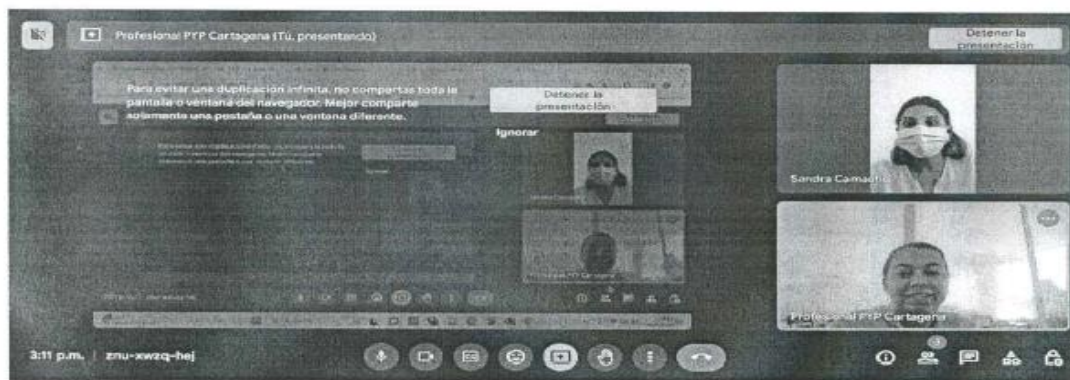 Profesional PYP Cartagena (Tú, presentando)
Detener la
presentación
Para evitar una duplicación infinita, no compartas toda la
pantalla o ventana del navegador. Mejor comparte
solamente una pestaña o una ventana diferente.
Detener la
presentación
Ignorar
Sandra Camacho
Profesional PYP Cartagena
3:11 p.m. | znu-xwzq-hej